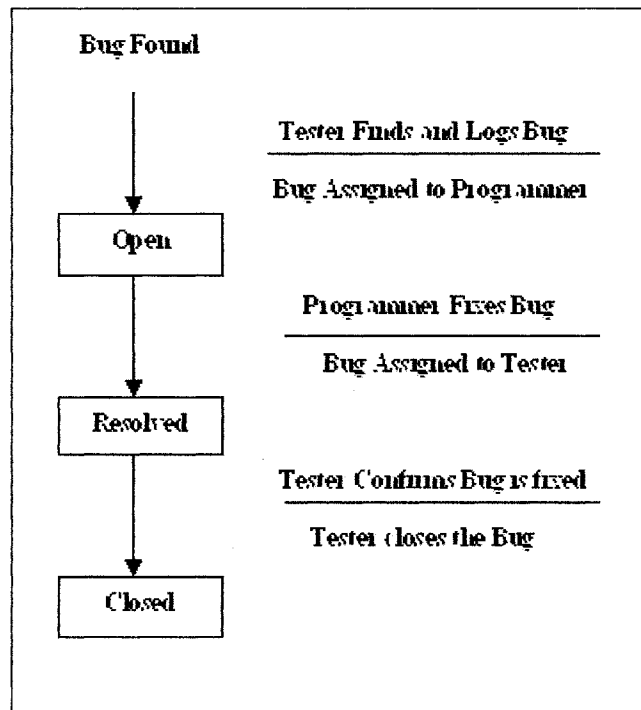 Bug Found
Tester Finds and Logs Bug
Bug Assigned to Programmer
Open
Programmer Fixes Bug
Bug Assigned to Tester
Resolved
Tester Confirms Bug is fixed
Tester closes the Bug
Closed